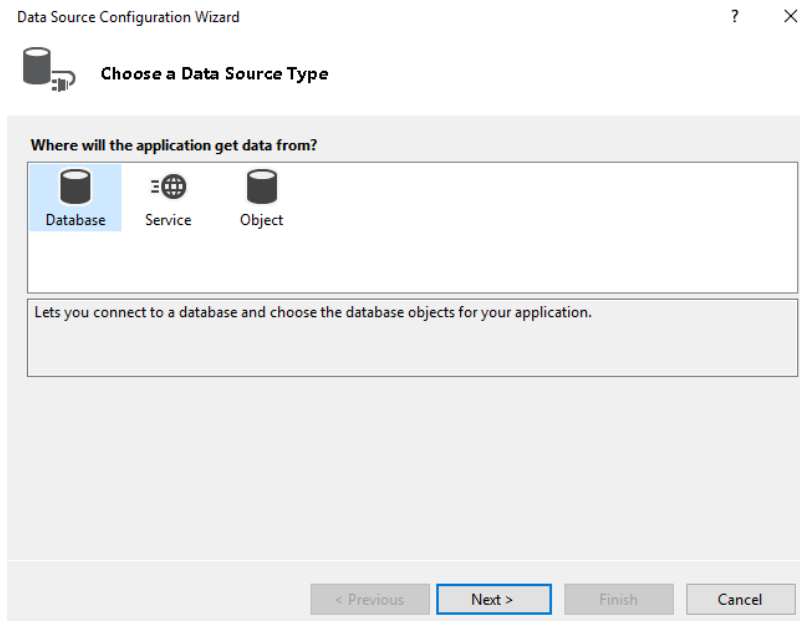 Data Source Configuration Wizard
?
Choose a Data Source Type
Where will the application get data from?
Database Service Object
Lets you connect to a database and choose the database objects for your application.
< Previous Next > Finish Cancel